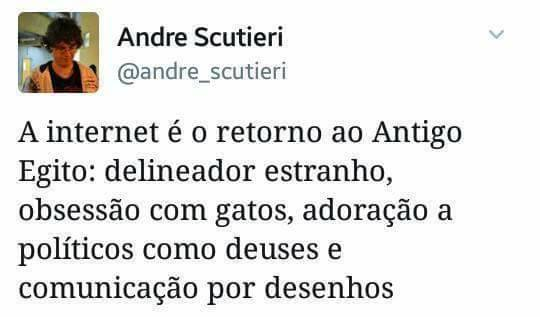 Andre Scutieri
@andre_scutieri
A internet é o retorno ao Antigo
Egito: delineador estranho,
obsessão com gatos, adoração a
políticos como deuses e
comunicação por desenhos